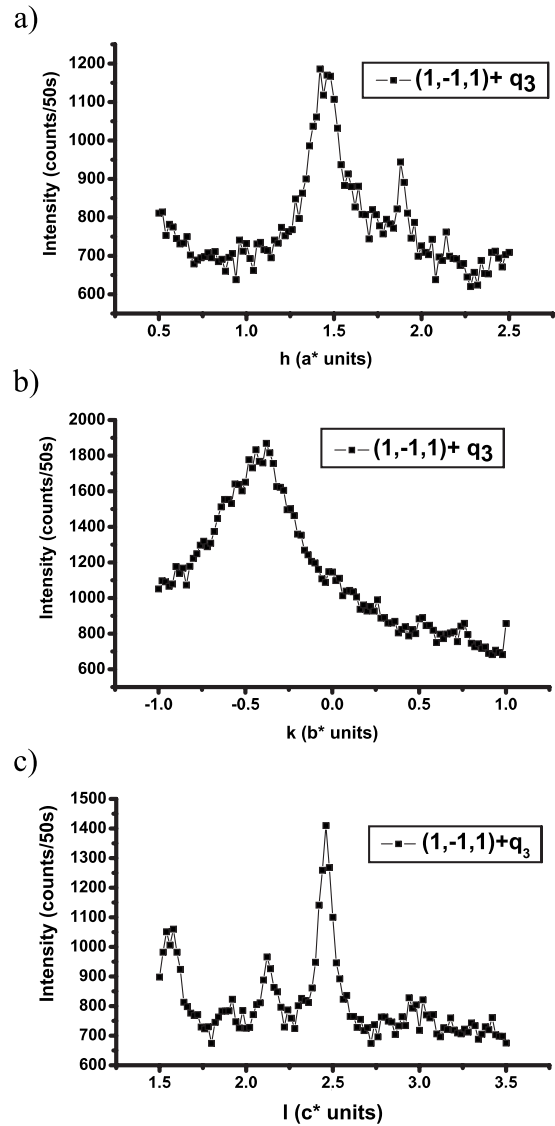 a)
1200
1100
1000
900
800
700
600
Intensity (counts/50s)
(1,-1,1)+ q3
0.5 1.0 1.5 2.0 2.5
h (a* units)
b)
2000
1800
1600
1400
1200
1000
800
600
Intensity (counts/50s)
(1,-1,1)+ q3
-1.0 -0.5 0.0 0.5 1.0
k (b* units)
c)
1500
1400
1300
1200
1100
1000
900
800
700
600
Intensity (counts/50s)
(1,-1,1)+q3
1.5 2.0 2.5 3.0 3.5
l (c* units)